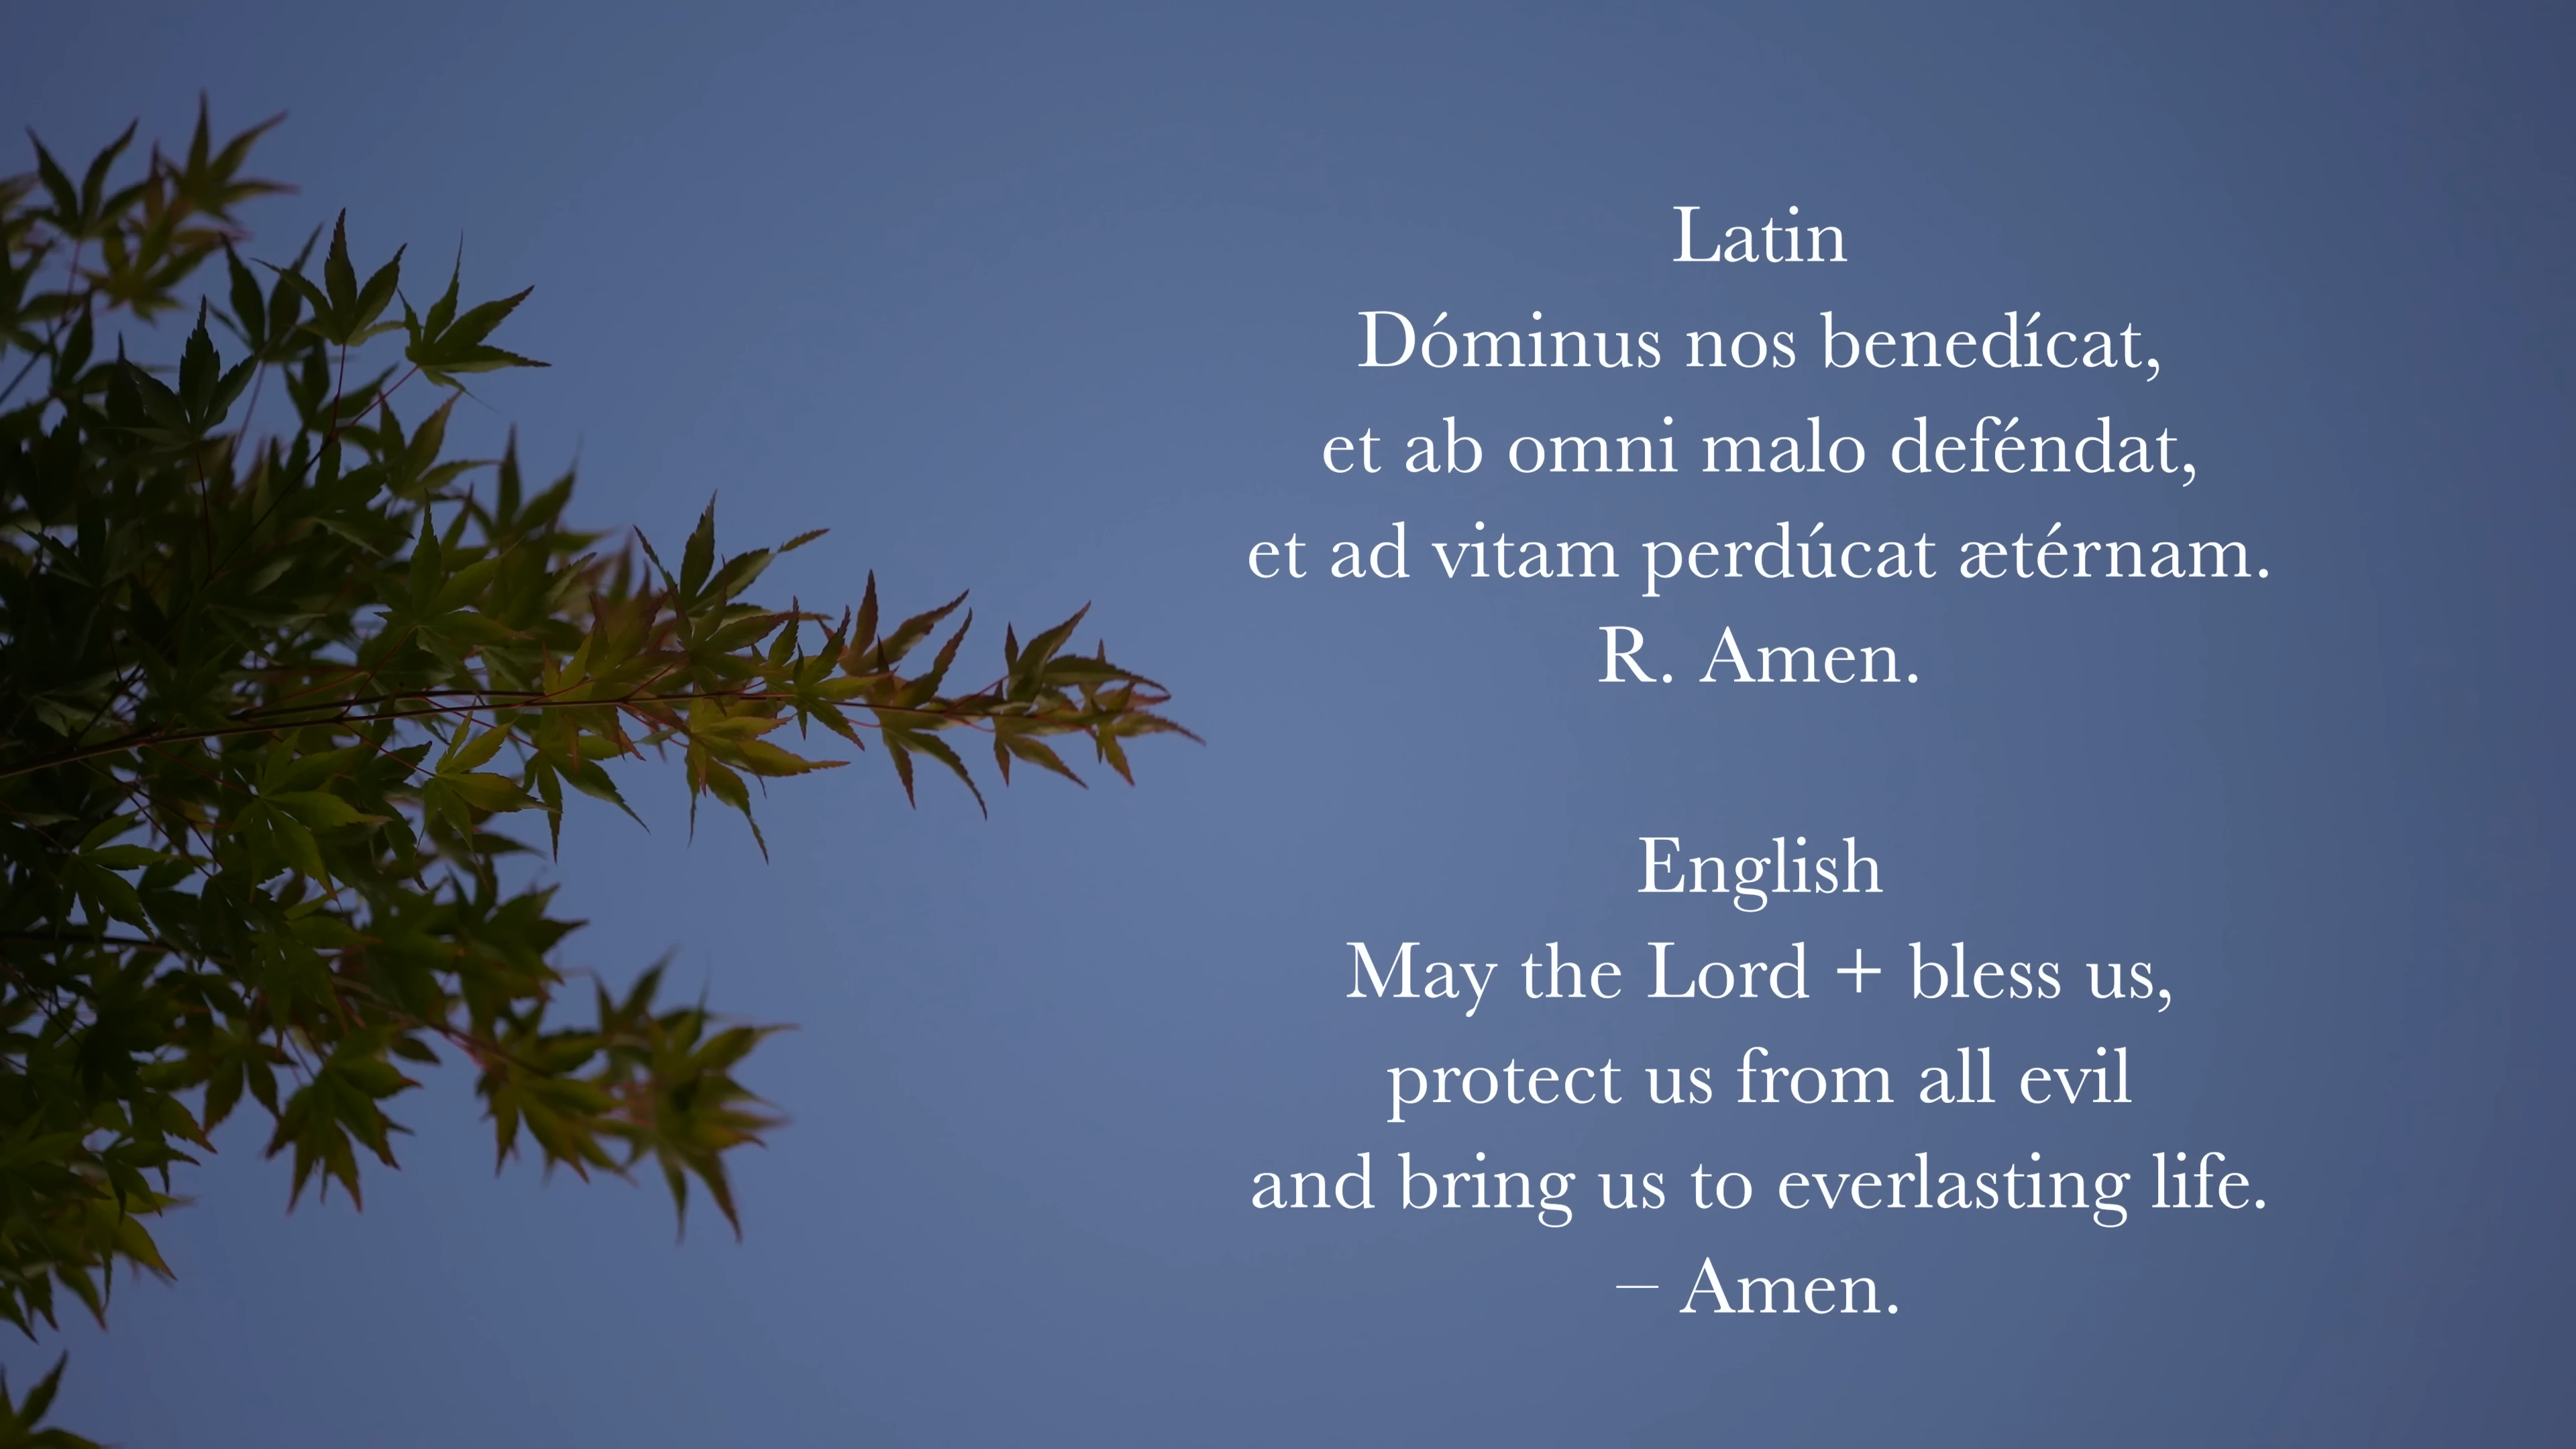 Latin
Dóminus nos benedícat,
et ab omni malo deféndat,
et ad vitam perdúcat ætérnam.
R. Amen.
English
May the Lord + bless us,
protect us from all evil
and bring us to everlasting life.
– Amen.